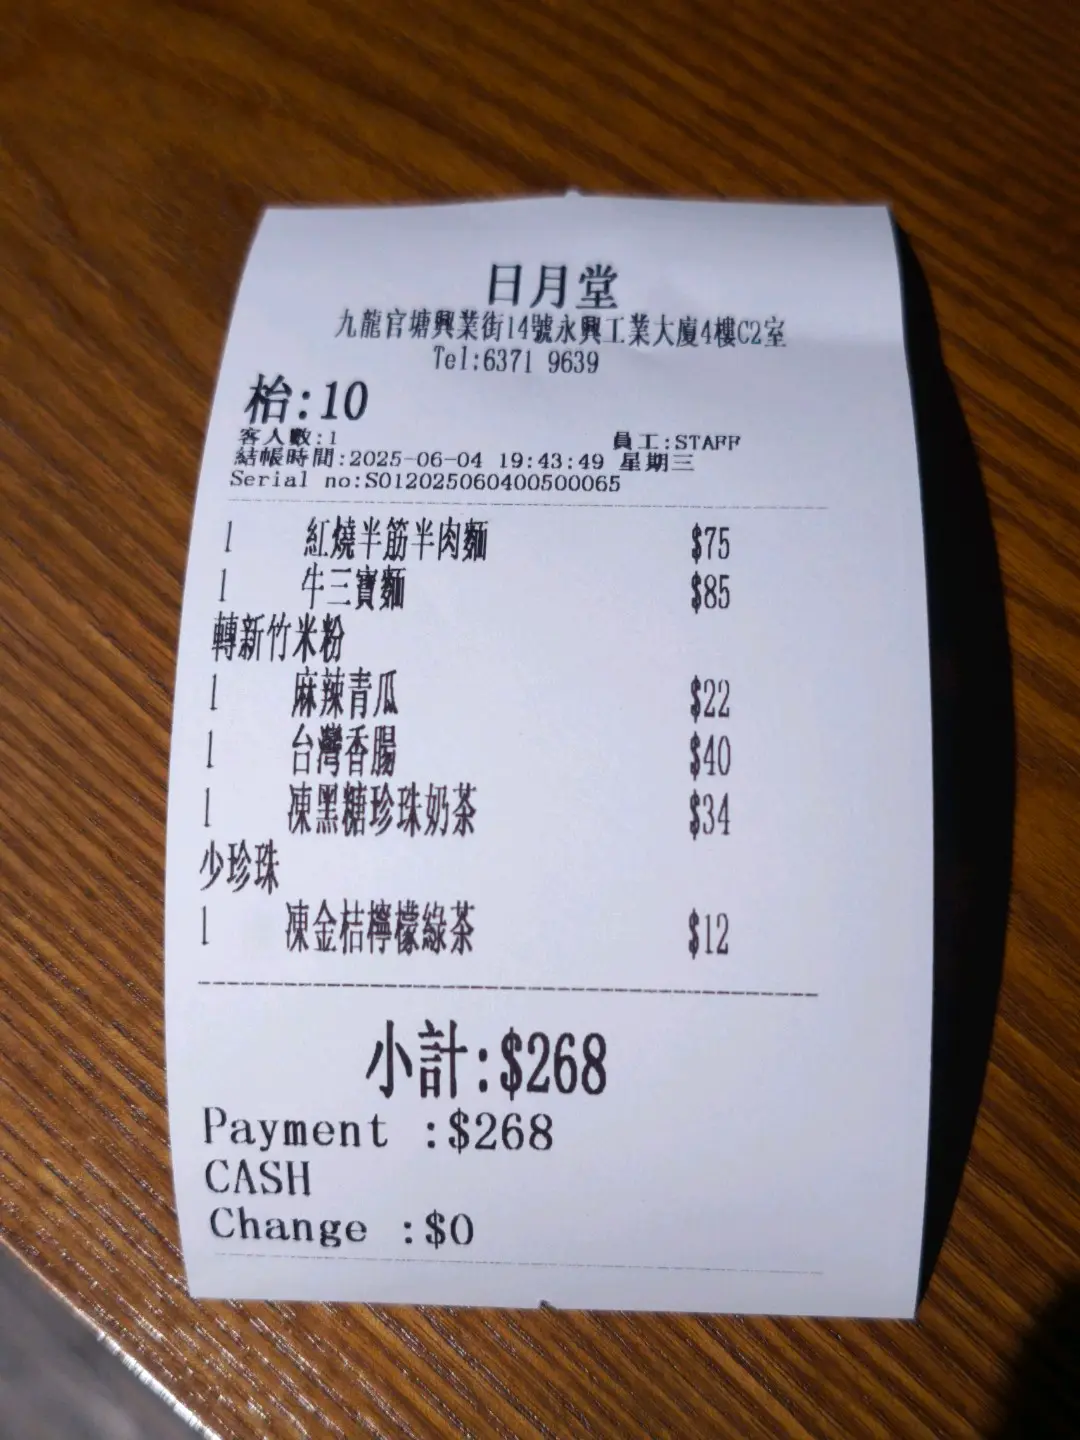 日月堂
九龍官塘興業街14號永興工業大廈4樓C2室
Tel:6371 9639
枱:10
客人數:1 員工:STAFF
結帳時間:2025-06-04 19:43:49 星期三
Serial no:S012025060400500065
1 紅燒半筋半肉麵 $75
1 牛三寶麵 $85
轉新竹米粉
1 麻辣青瓜 $22
1 台灣香腸 $40
1 凍黑糖珍珠奶茶 $34
少珍珠
1 凍金桔檸檬綠茶 $12
小計:$268
Payment :$268
CASH
Change :$0